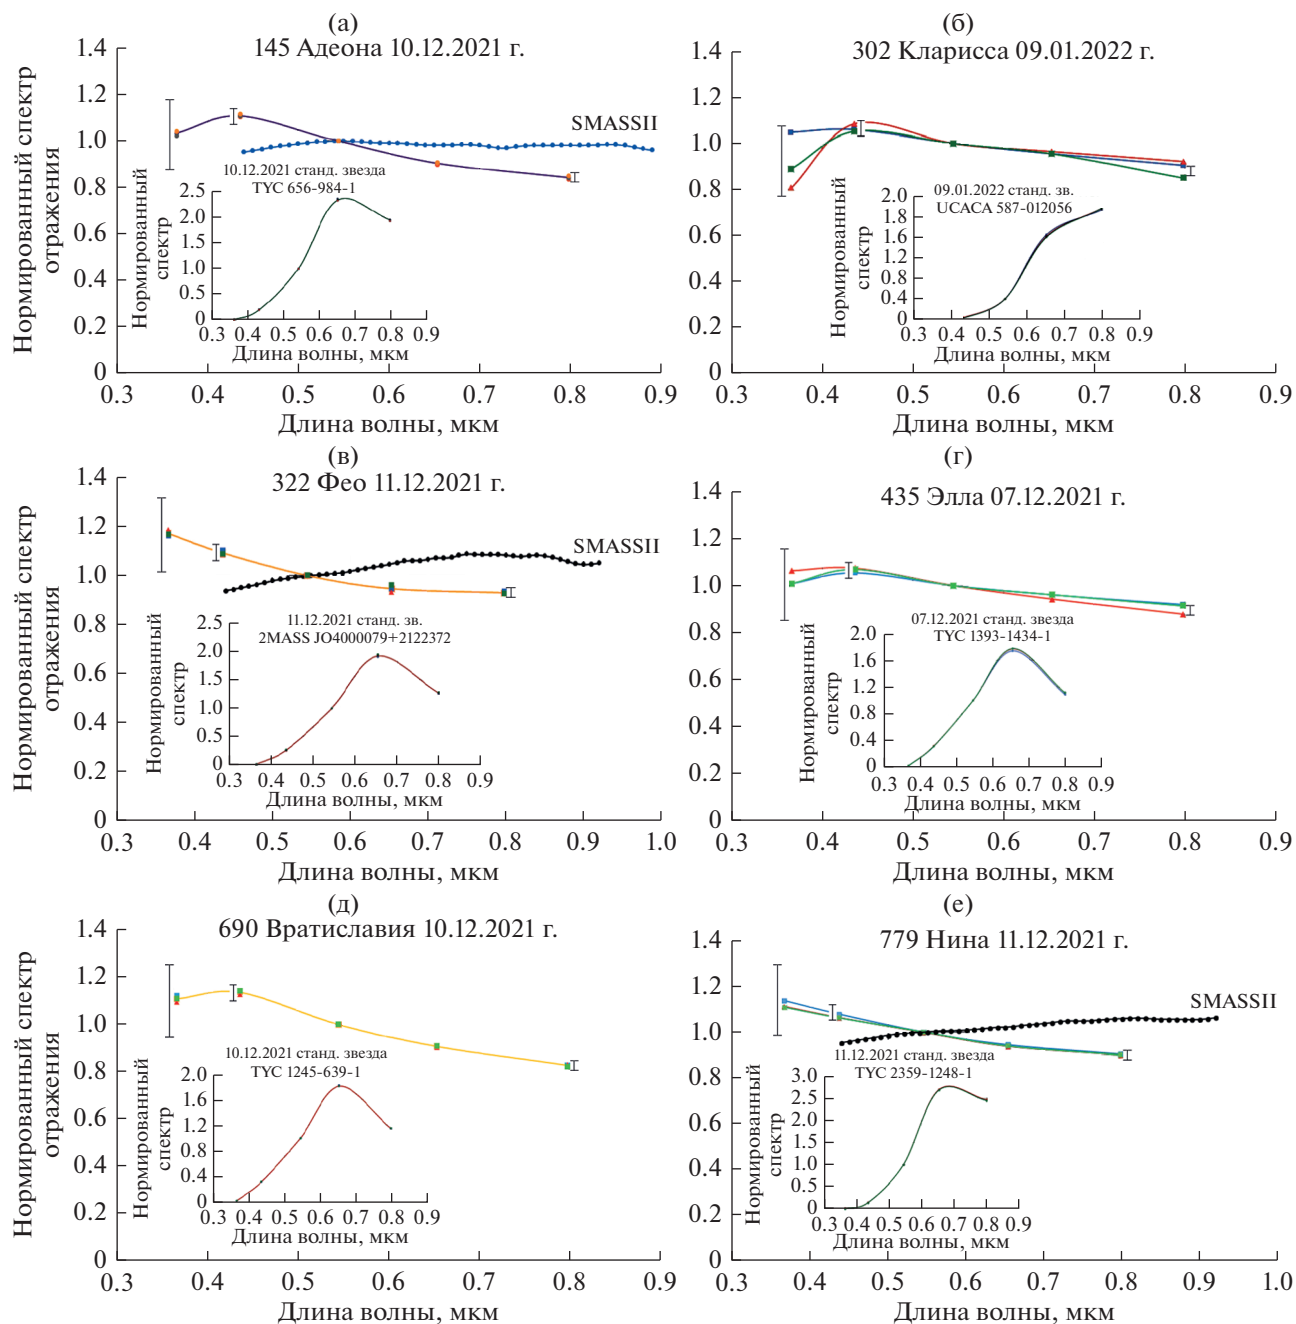 (а)
145 Адеона 10.12.2021 г.
Нормированный спектр
отражения
1.4
1.2
1.0
0.8
0.6
0.4
0.2
0
SMASSII
10.12.2021 станд. звезда
TYC 656-984-1
Нормированный
спектр
2.5
2.0
1.5
1.0
0.5
0
0.3 0.4 0.5 0.6 0.7 0.8 0.9
Длина волны, мкм
0.3 0.4 0.5 0.6 0.7 0.8 0.9
Длина волны, мкм
(б)
302 Кларисса 09.01.2022 г.
1.4
1.2
1.0
0.8
0.6
0.4
0.2
0
09.01.2022 станд. зв.
UCACA 587-012056
Нормированный
спектр
2.0
1.8
1.6
1.2
0.8
0.4
0
0.3 0.4 0.5 0.6 0.7 0.8 0.9
Длина волны, мкм
0.3 0.4 0.5 0.6 0.7 0.8 0.9
Длина волны, мкм
(в)
322 Фео 11.12.2021 г.
Нормированный спектр
отражения
1.4
1.2
1.0
0.8
0.6
0.4
0.2
0
SMASSII
11.12.2021 станд. зв.
2MASS JO4000079+2122372
Нормированный
спектр
2.5
2.0
1.5
1.0
0.5
0
0.3 0.4 0.5 0.6 0.7 0.8 0.9
Длина волны, мкм
0.3 0.4 0.5 0.6 0.7 0.8 0.9 1.0
Длина волны, мкм
(г)
435 Элла 07.12.2021 г.
1.4
1.2
1.0
0.8
0.6
0.4
0.2
0
07.12.2021 станд. звезда
TYC 1393-1434-1
Нормированный
спектр
2.0
1.6
1.2
0.8
0.4
0
0.3 0.4 0.5 0.6 0.7 0.8 0.9
Длина волны, мкм
0.3 0.4 0.5 0.6 0.7 0.8 0.9
Длина волны, мкм
(д)
690 Вратиславия 10.12.2021 г.
Нормированный спектр
отражения
1.4
1.2
1.0
0.8
0.6
0.4
0.2
0
10.12.2021 станд. звезда
TYC 1245-639-1
Нормированный
спектр
2.0
1.6
1.2
0.8
0.4
0
0.3 0.4 0.5 0.6 0.7 0.8 0.9
Длина волны, мкм
0.3 0.4 0.5 0.6 0.7 0.8 0.9
Длина волны, мкм
(е)
779 Нина 11.12.2021 г.
1.4
1.2
1.0
0.8
0.6
0.4
0.2
0
SMASSII
11.12.2021 станд. звезда
TYC 2359-1248-1
Нормированный
спектр
3.0
2.5
2.0
1.5
1.0
2.5
0
0.3 0.4 0.5 0.6 0.7 0.8 0.9
Длина волны, мкм
0.3 0.4 0.5 0.6 0.7 0.8 0.9 1.0
Длина волны, мкм